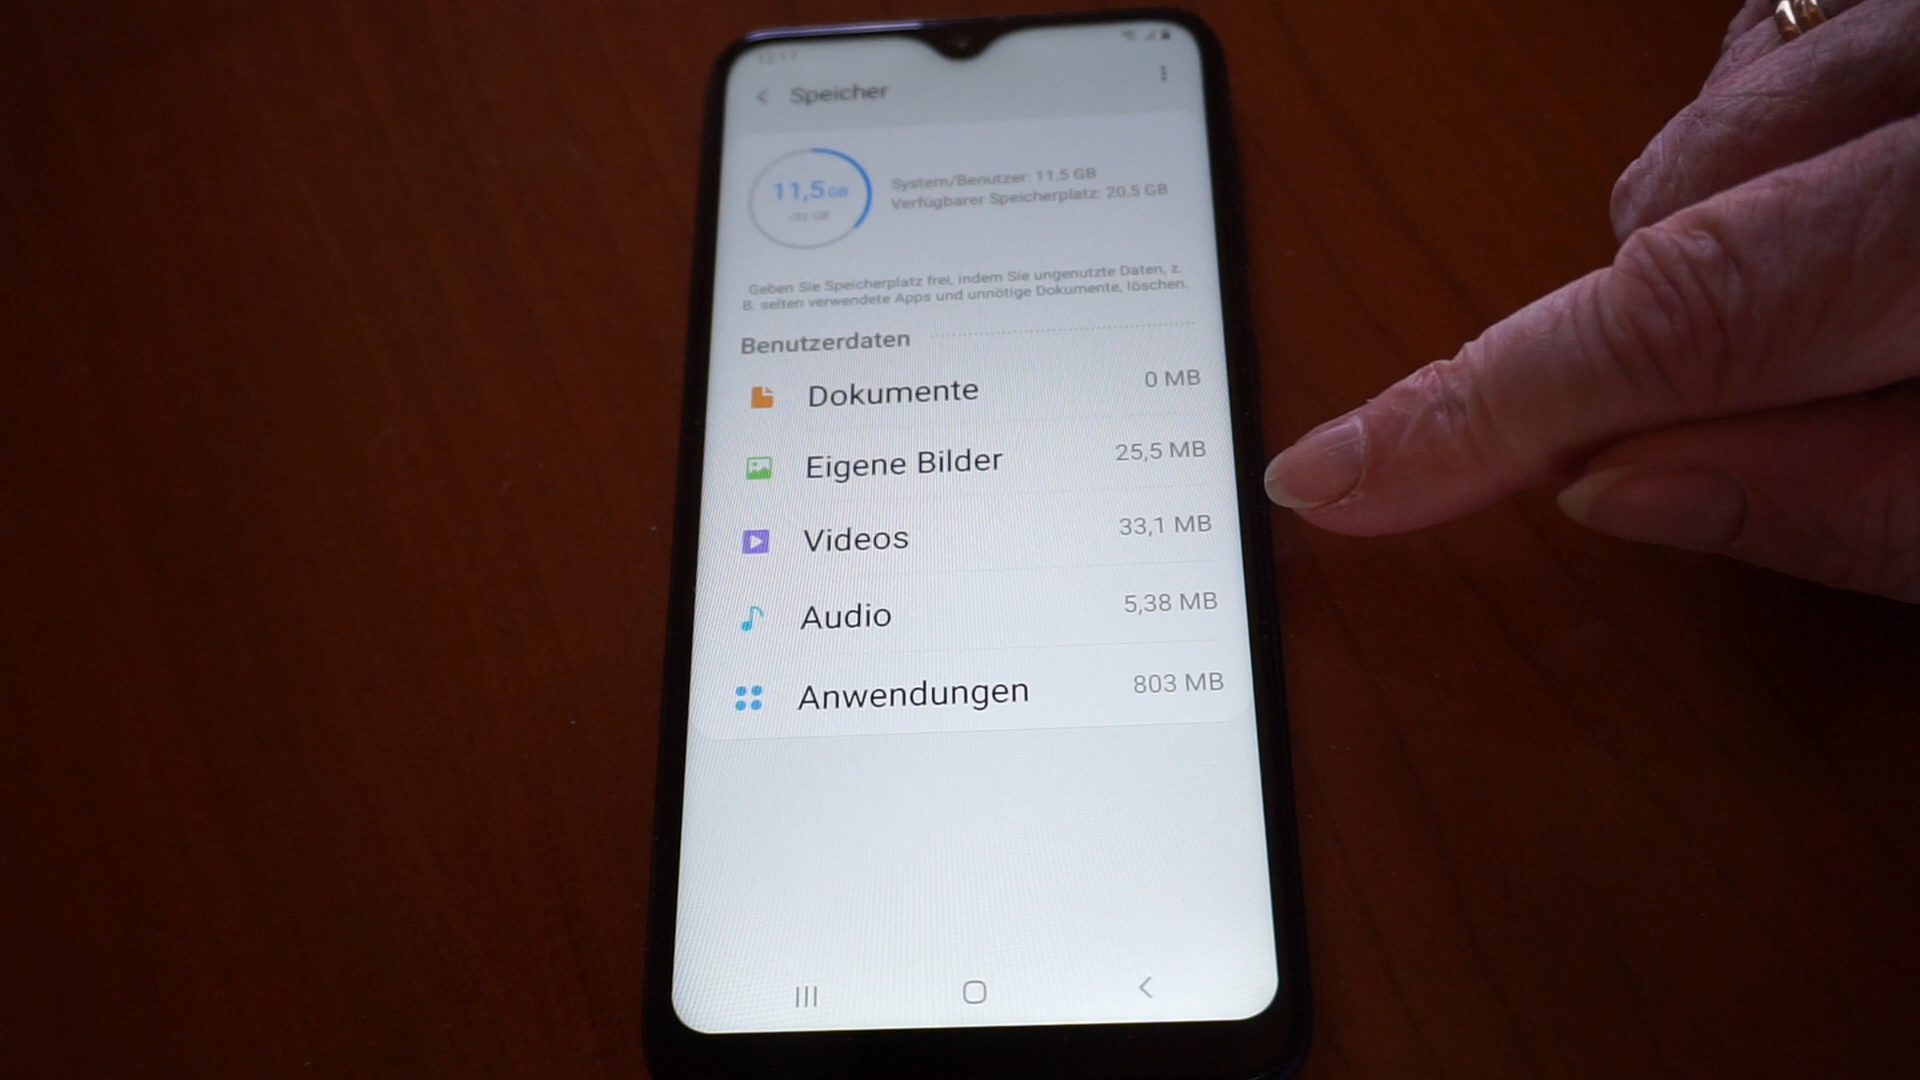 Speicher
11,5 GB
/32 GB
System/Benutzer: 11,5 GB
Verfügbarer Speicherplatz: 20,5 GB
Geben Sie Speicherplatz frei, indem Sie ungenutzte Daten, z.
B. selten verwendete Apps und unnötige Dokumente, löschen.
Benutzerdaten
Dokumente 0 MB
Eigene Bilder 25,5 MB
Videos 33,1 MB
Audio 5,38 MB
Anwendungen 803 MB